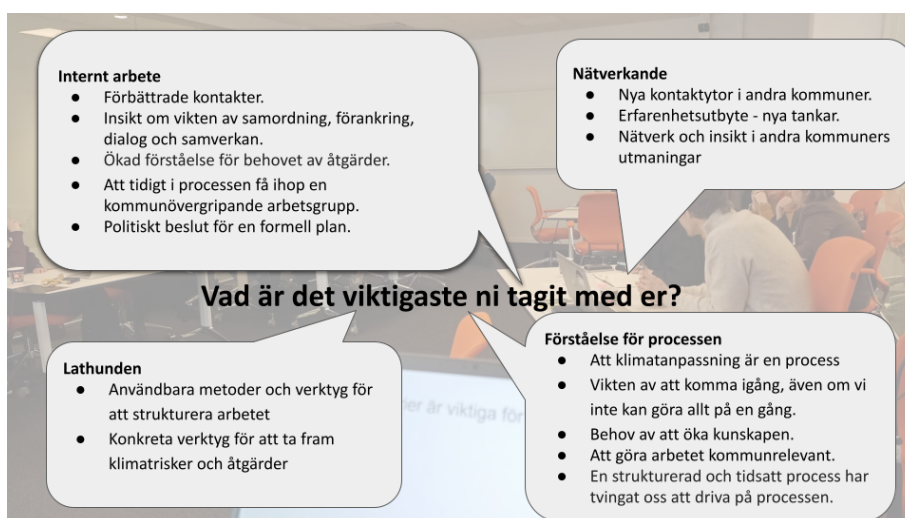 Internt arbete
● Förbättrade kontakter.
● Insikt om vikten av samordning, förankring,
dialog och samverkan.
● Ökad förståelse för behovet av åtgärder.
● Att tidigt i processen få ihop en
kommunövergripande arbetsgrupp.
● Politiskt beslut för en formell plan.
Nätverkande
● Nya kontaktytor i andra kommuner.
● Erfarenhetsutbyte - nya tankar.
● Nätverk och insikt i andra kommuners
utmaningar
Vad är det viktigaste ni tagit med er?
Lathunden
● Användbara metoder och verktyg för
att strukturera arbetet
● Konkreta verktyg för att ta fram
klimatrisker och åtgärder
är viktiga för
Förståelse för processen
● Att klimatanpassning är en process
● Vikten av att komma igång, även om vi
inte kan göra allt på en gång.
● Behov av att öka kunskapen.
● Att göra arbetet kommunrelevant.
● En strukturerad och tidsatt process har
tvingat oss att driva på processen.